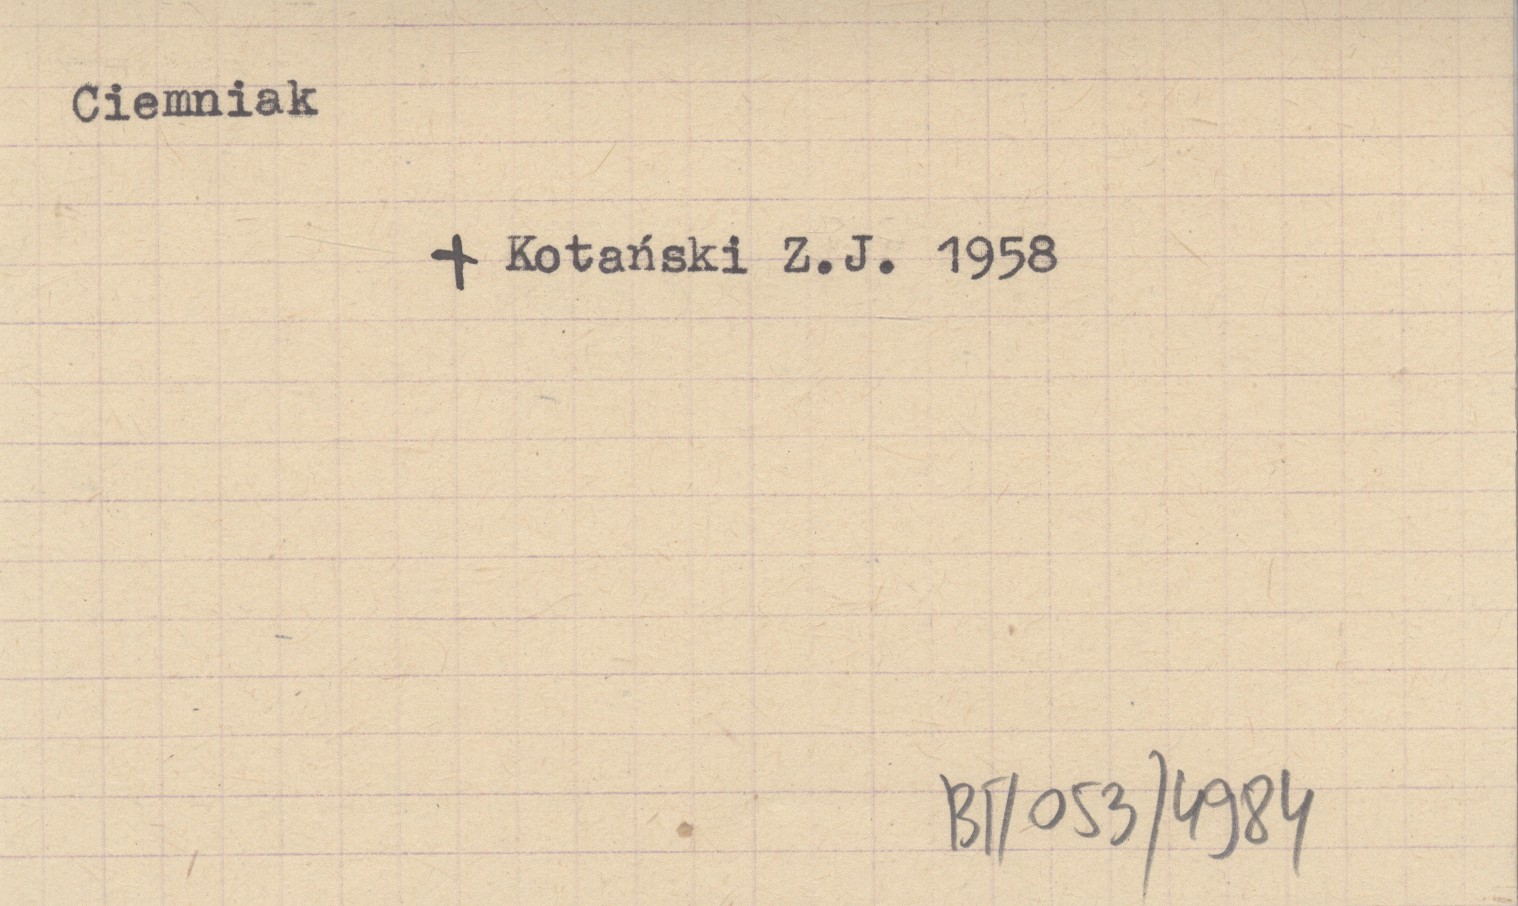 Ciemniak
+ Kotański Z.J. 1958
BT/053/4984